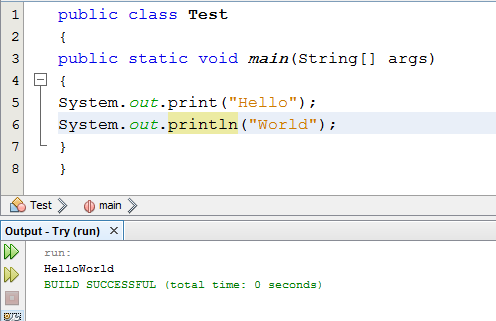 1 public class Test
2 {
3 public static void main(String[] args)
4 {
5 System.out.print("Hello");
6 System.out.println("World");
7 }
8 }
Test main
Output - Try (run) X
run:
HelloWorld
BUILD SUCCESSFUL (total time: 0 seconds)